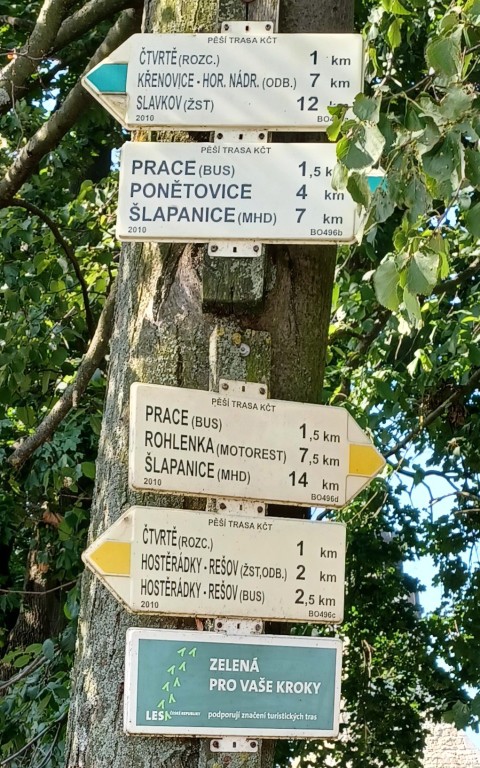 PĚŠÍ TRASA KČT
ČTVRTĚ (ROZC.) 1 km
KŘENOVICE - HOR. NÁDR. (ODB.) 7 km
SLAVKOV (ŽST) 12 km
2010
PĚŠÍ TRASA KČT
PRACE (BUS) 1,5 km
PONĚTOVICE 4 km
ŠLAPANICE (MHD) 7 km
2010 BO496b
PĚŠÍ TRASA KČT
PRACE (BUS) 1,5 km
ROHLENKA (MOTOREST) 7,5 km
ŠLAPANICE (MHD) 14 km
2010 BO496d
PĚŠÍ TRASA KČT
ČTVRTĚ (ROZC.) 1 km
HOSTĚRÁDKY - REŠOV (ŽST,ODB.) 2 km
HOSTĚRÁDKY - REŠOV (BUS) 2,5 km
2010 BO496c
ZELENÁ
PRO VAŠE KROKY
LESY ČESKÉ REPUBLIKY podporují značení turistických tras